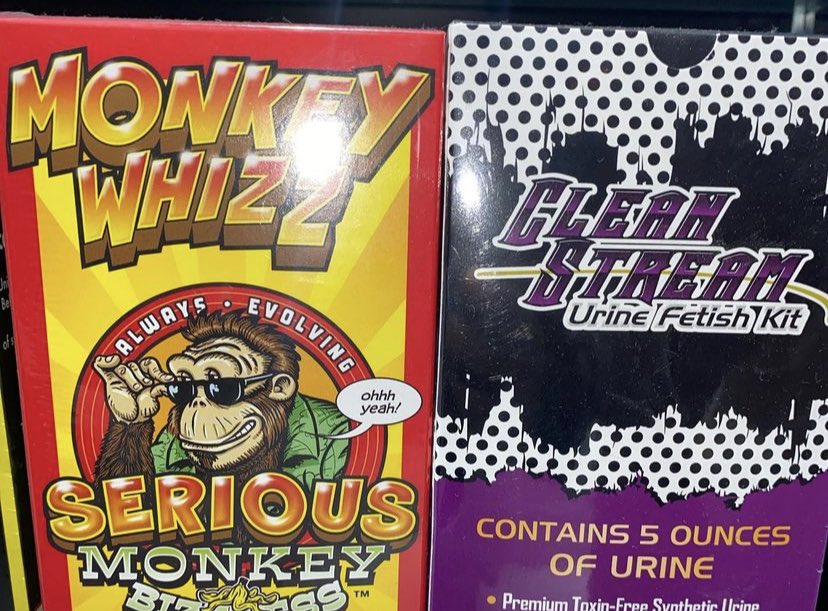 MONKEY
WHIZZ
ALWAYS • EVOLVING
ohhh
yeah!
SERIOUS
MONKEY
TM
CLEAN
STREAM
Urine Fetish Kit
CONTAINS 5 OUNCES
OF URINE
• Premium Toxin-Free Synthetic Urine